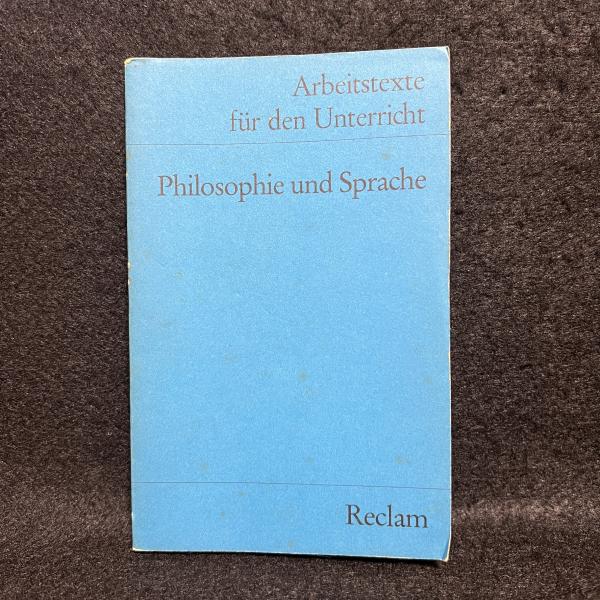 Arbeitstexte
für den Unterricht
Philosophie und Sprache
Reclam